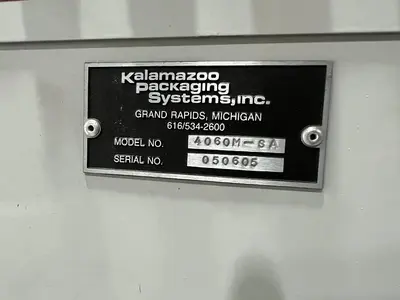 Kalamazoo
Packaging
Systems, Inc.
GRAND RAPIDS, MICHIGAN
616/534-2600
MODEL NO. 4060M-SA
SERIAL NO. 050605